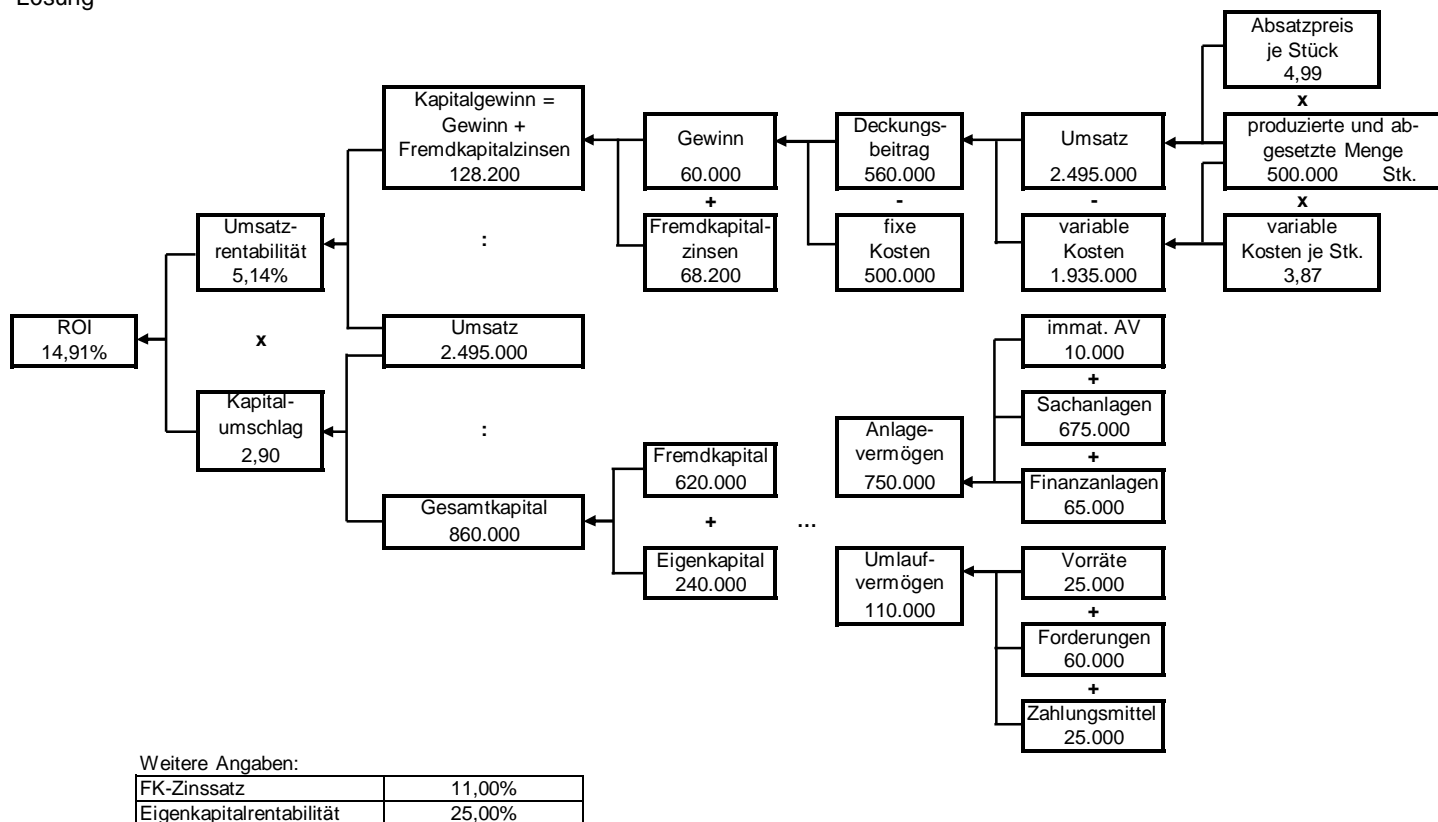 Lösung
Absatzpreis
je Stück
4,99
x
Kapitalgewinn =
Gewinn +
Fremdkapitalzinsen
128.200
Gewinn
60.000
Deckungs-
beitrag
560.000
Umsatz
2.495.000
produzierte und ab-
gesetzte Menge
500.000 Stk.
+
-
-
x
Umsatz-
rentabilität
5,14%
:
Fremdkapital-
zinsen
68.200
fixe
Kosten
500.000
variable
Kosten
1.935.000
variable
Kosten je Stk.
3,87
ROI
14,91%
x
Umsatz
2.495.000
immat. AV
10.000
+
Kapital-
umschlag
2,90
:
Sachanlagen
675.000
+
Anlage-
vermögen
750.000
Fremdkapital
620.000
Finanzanlagen
65.000
Gesamtkapital
860.000
+
...
Eigenkapital
240.000
Umlauf-
vermögen
110.000
Vorräte
25.000
+
Forderungen
60.000
+
Zahlungsmittel
25.000
Weitere Angaben:
FK-Zinssatz 11,00%
Eigenkapitalrentabilität 25,00%